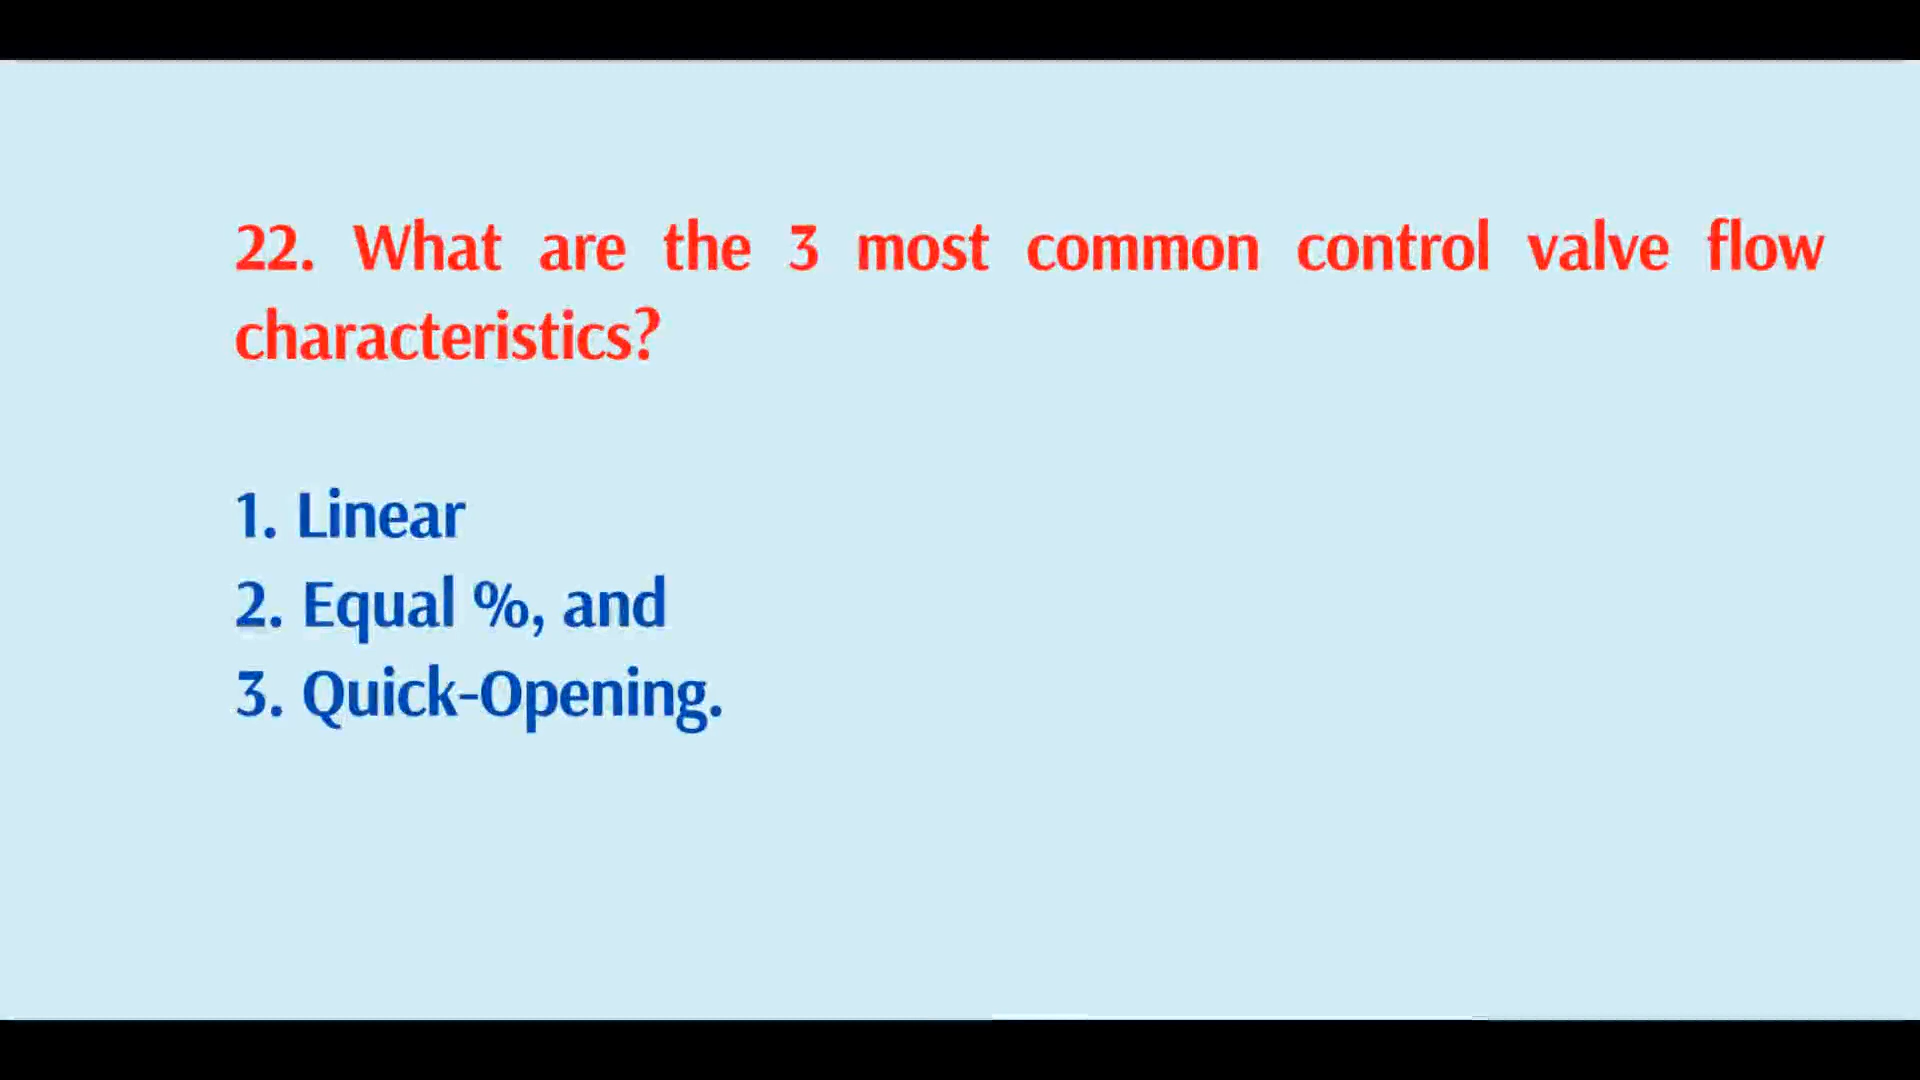 22. What are the 3 most common control valve flow
characteristics?
1. Linear
2. Equal %, and
3. Quick-Opening.